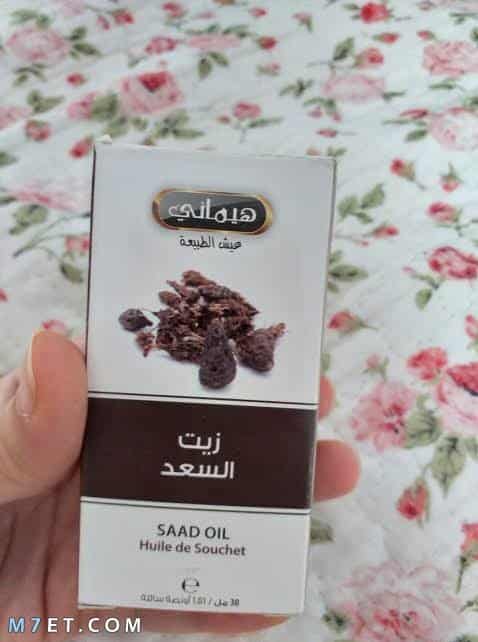 هيماني
عيش الطبيعة
زيت
السعد
SAAD OIL
Huile de Souchet
e
30 مل / 1.01 أونصة سائلة
M7ET.COM